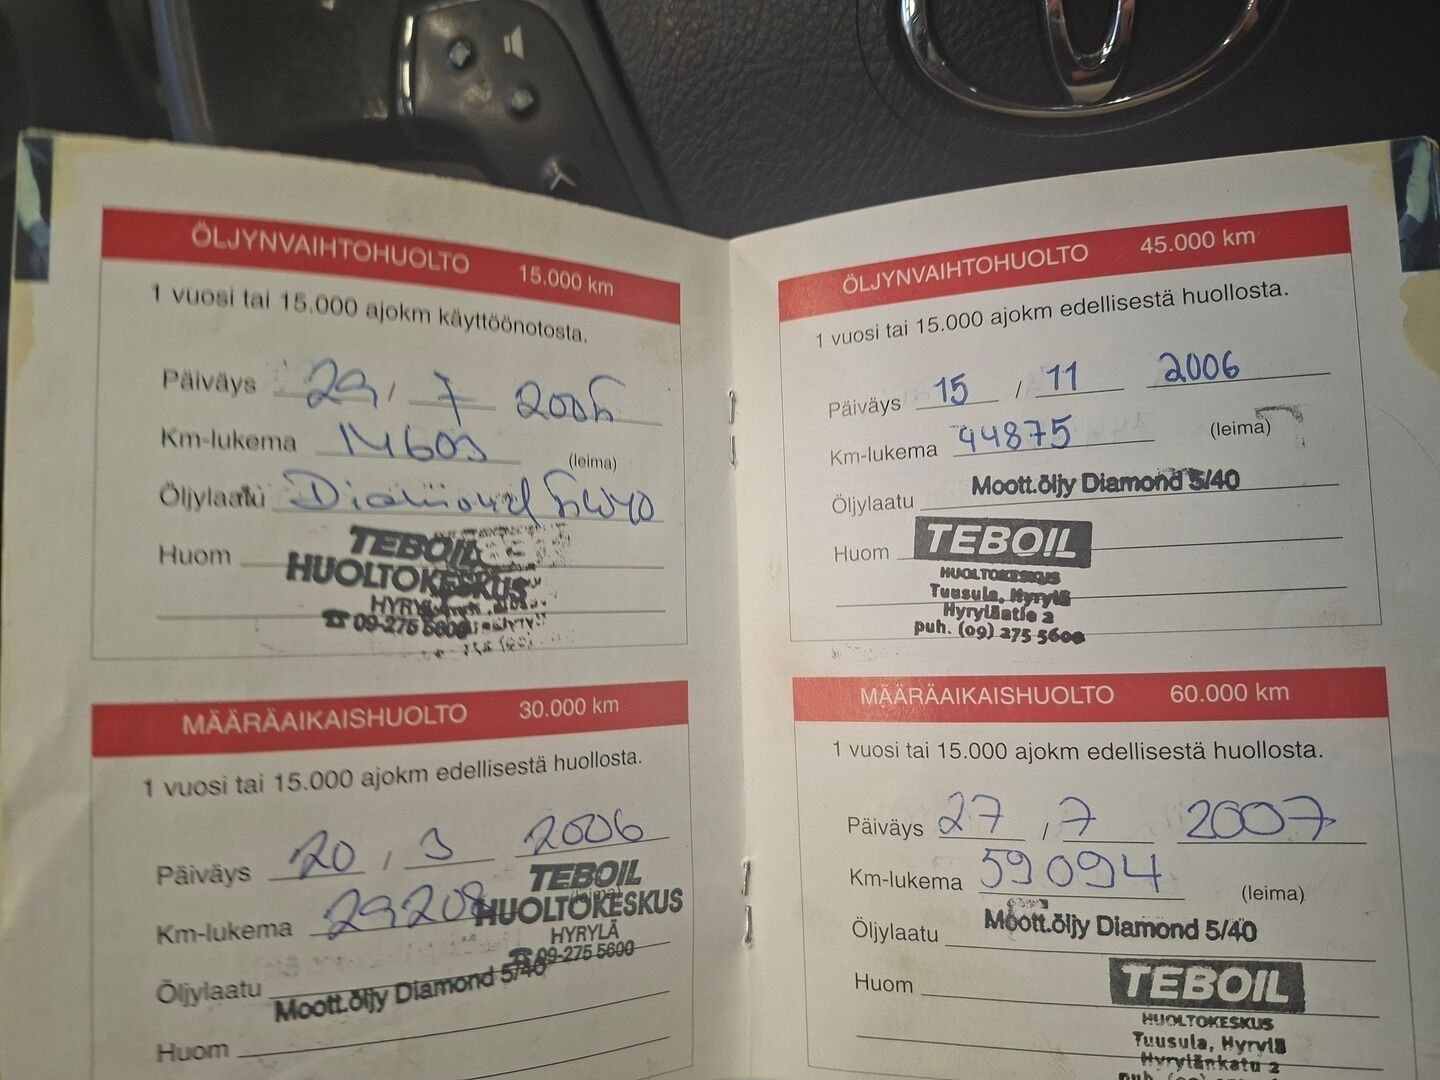 ÖLJYNVAIHTOHUOLTO 15.000 km
1 vuosi tai 15.000 ajokm käyttöönotosta.
Päiväys 29 / 7 2005
Km-lukema 14603 (leima)
Öljylaatu Diamond 5W40
Huom
TEBOIL
HUOLTOKESKUS
09-275 5600
MÄÄRÄAIKAISHUOLTO 30.000 km
1 vuosi tai 15.000 ajokm edellisestä huollosta.
Päiväys 20 / 3 2006
Km-lukema 29208 (leima)
TEBOIL
HUOLTOKESKUS
HYRYLÄ
09-275 5600
Öljylaatu Moott.öljy Diamond 5/40
Huom
ÖLJYNVAIHTOHUOLTO 45.000 km
1 vuosi tai 15.000 ajokm edellisestä huollosta.
Päiväys 15 / 11 2006
Km-lukema 44875 (leima)
Öljylaatu Moott.öljy Diamond 5/40
Huom TEBOIL
HUOLTOKESKUS
Tuusula, Hyrylä
Hyryläntie 2
puh. (09) 275 5600
MÄÄRÄAIKAISHUOLTO 60.000 km
1 vuosi tai 15.000 ajokm edellisestä huollosta.
Päiväys 27 / 7 2007
Km-lukema 59094 (leima)
Öljylaatu Moott.öljy Diamond 5/40
Huom TEBOIL
HUOLTOKESKUS
Tuusula, Hyrylä
Hyrylänkatu 2